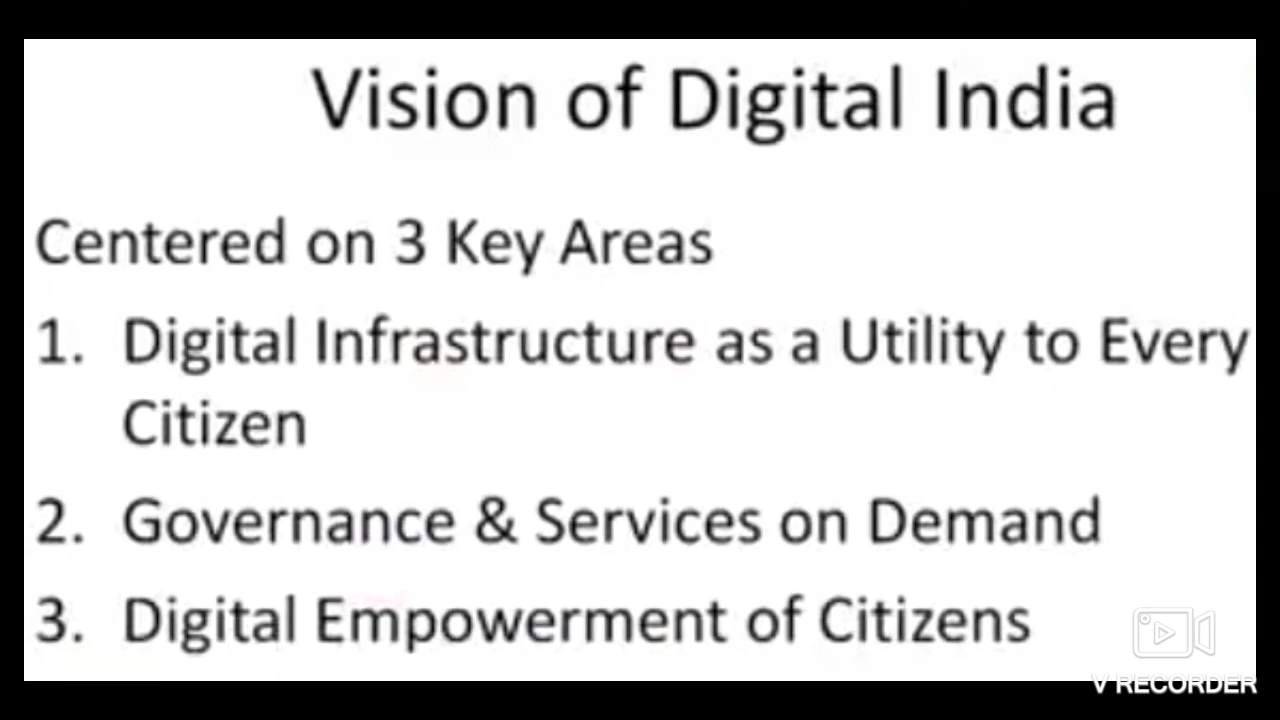 Vision of Digital India
Centered on 3 Key Areas
1. Digital Infrastructure as a Utility to Every
Citizen
2. Governance & Services on Demand
3. Digital Empowerment of Citizens
V RECORDER